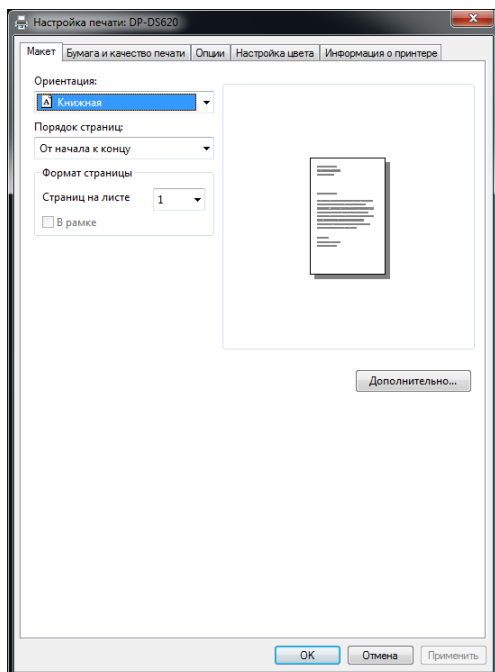 Настройка печати: DP-DS620
Макет Бумага и качество печати Опции Настройка цвета Информация о принтере
Ориентация:
A Книжная
Порядок страниц:
От начала к концу
Формат страницы
Страниц на листе 1
В рамке
Дополнительно...
OK Отмена Применить